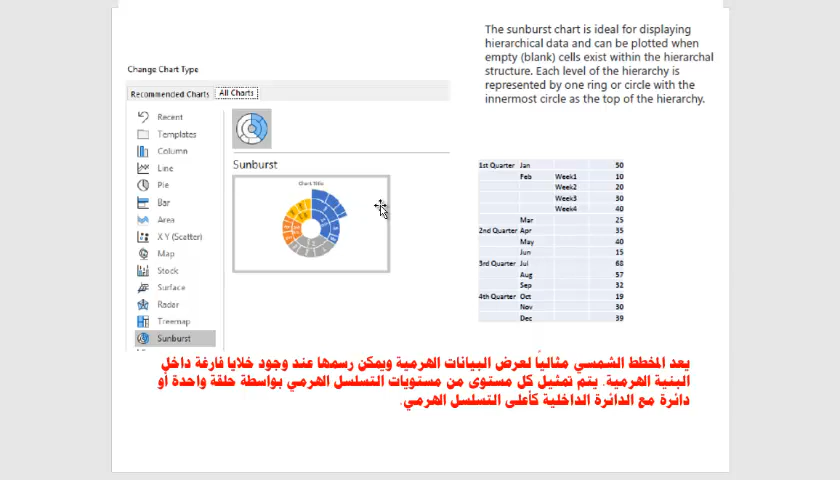 The sunburst chart is ideal for displaying
hierarchical data and can be plotted when
empty (blank) cells exist within the hierarchal
structure. Each level of the hierarchy is
represented by one ring or circle with the
innermost circle as the top of the hierarchy.
Change Chart Type
Recommended Charts All Charts
Recent
Templates
Column
Line
Pie
Bar
Area
X Y (Scatter)
Map
Stock
Surface
Radar
Treemap
Sunburst
Sunburst
Chart Title
1st Quarter Jan 50
Feb Week1 10
Week2 20
Week3 30
Week4 40
Mar 25
2nd Quarter Apr 35
May 40
Jun 15
3rd Quarter Jul 68
Aug 57
Sep 32
4th Quarter Oct 19
Nov 30
Dec 39
يعد المخطط الشمسي مثالياً لعرض البيانات الهرمية ويمكن رسمها عند وجود خلايا فارغة داخل
البنية الهرمية. يتم تمثيل كل مستوى من مستويات التسلسل الهرمي بواسطة حلقة واحدة أو
دائرة مع الدائرة الداخلية كأعلى التسلسل الهرمي.